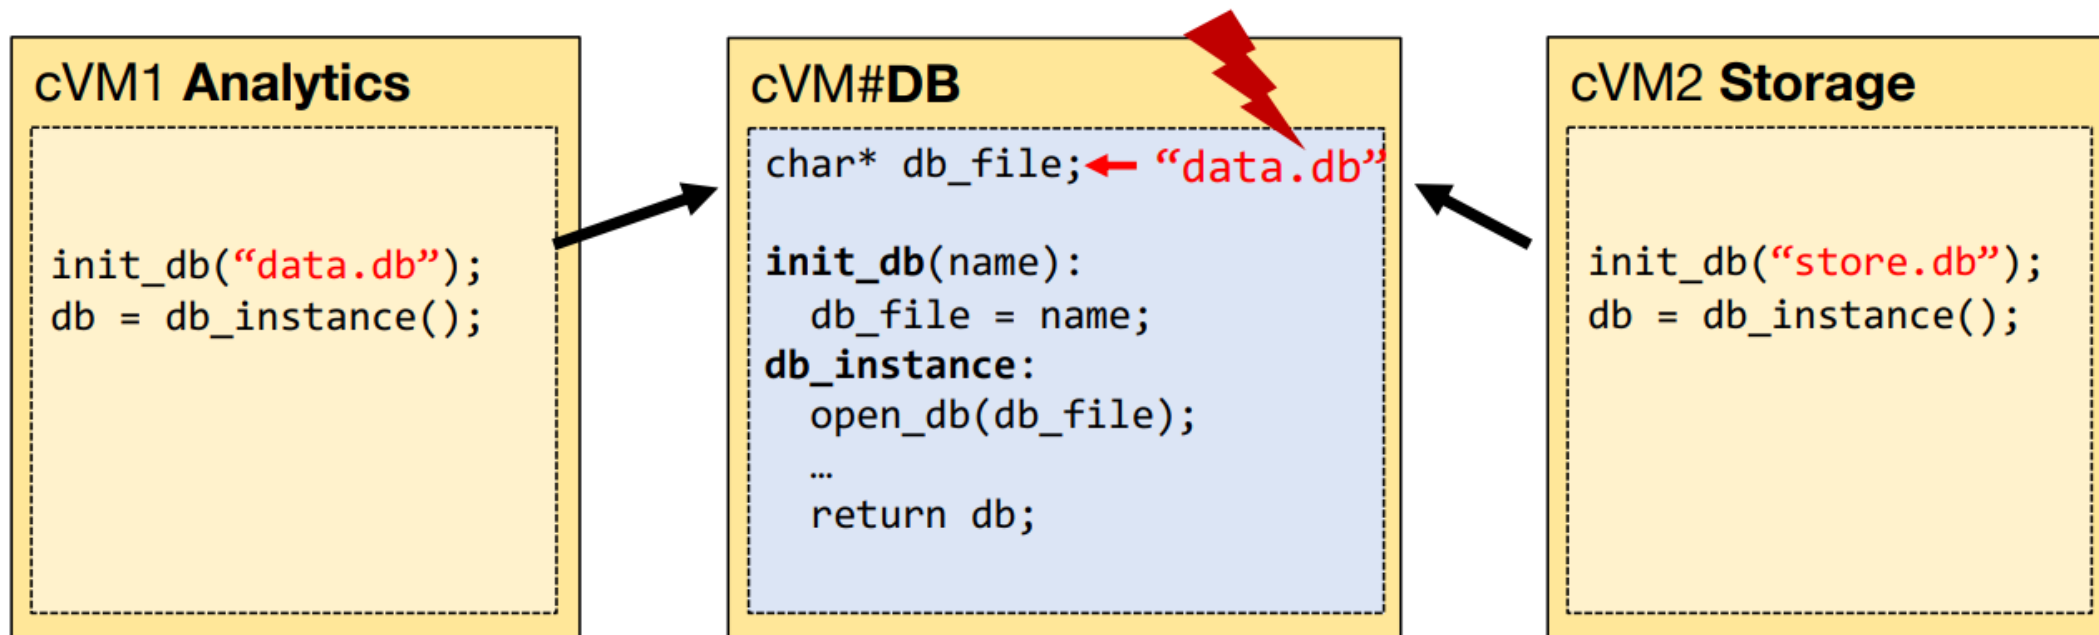 cVM1 Analytics
init_db(“data.db”);
db = db_instance();
cVM#DB
char* db_file; “data.db”
init_db(name):
db_file = name;
db_instance:
open_db(db_file);
…
return db;
cVM2 Storage
init_db(“store.db”);
db = db_instance();